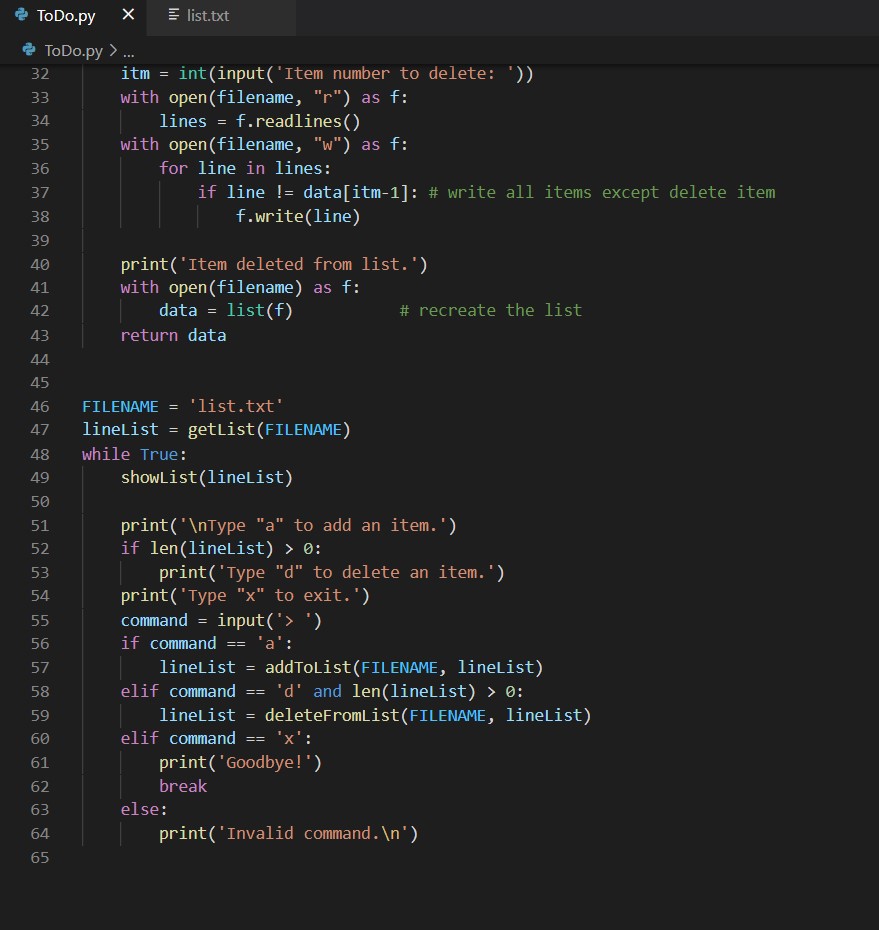 ToDo.py × list.txt
ToDo.py > ...
32 itm = int(input('Item number to delete: '))
33 with open(filename, "r") as f:
34 lines = f.readlines()
35 with open(filename, "w") as f:
36 for line in lines:
37 if line != data[itm-1]: # write all items except delete item
38 f.write(line)
39
40 print('Item deleted from list.')
41 with open(filename) as f:
42 data = list(f) # recreate the list
43 return data
44
45
46 FILENAME = 'list.txt'
47 lineList = getList(FILENAME)
48 while True:
49 showList(lineList)
50
51 print('\nType "a" to add an item.')
52 if len(lineList) > 0:
53 print('Type "d" to delete an item.')
54 print('Type "x" to exit.')
55 command = input('> ')
56 if command == 'a':
57 lineList = addToList(FILENAME, lineList)
58 elif command == 'd' and len(lineList) > 0:
59 lineList = deleteFromList(FILENAME, lineList)
60 elif command == 'x':
61 print('Goodbye!')
62 break
63 else:
64 print('Invalid command.\n')
65